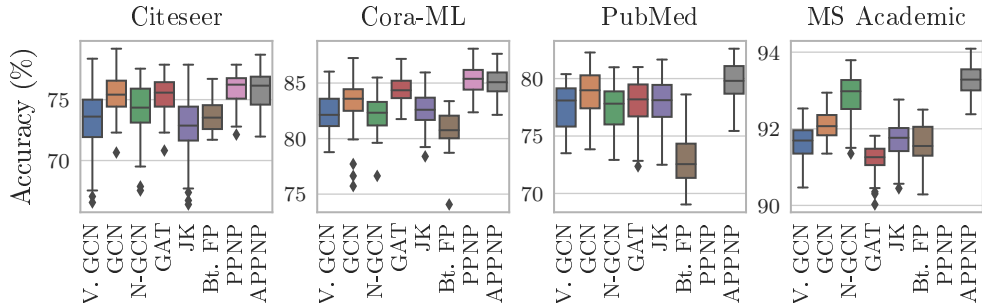 Citeseer
Cora-ML
PubMed
MS Academic
Accuracy (%)
75
70
85
80
75
80
75
70
94
92
90
V. GCN
GCN
N-GCN
GAT
JK
Bt. FP
PPNP
APPNP
V. GCN
GCN
N-GCN
GAT
JK
Bt. FP
PPNP
APPNP
V. GCN
GCN
N-GCN
GAT
JK
Bt. FP
PPNP
APPNP
V. GCN
GCN
N-GCN
GAT
JK
Bt. FP
PPNP
APPNP